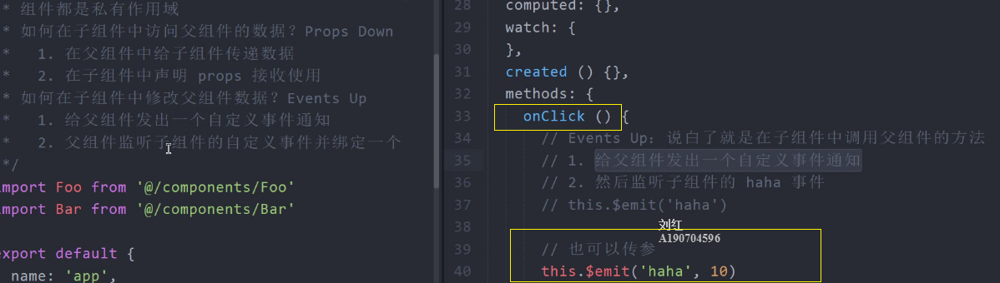 * 组件都是私有作用域
* 如何在子组件中访问父组件的数据？Props Down
*   1. 在父组件中给子组件传递数据
*   2. 在子组件中声明 props 接收使用
* 如何在子组件中修改父组件数据？Events Up
*   1. 给父组件发出一个自定义事件通知
*   2. 父组件监听子组件的自定义事件并绑定一个
*/
import Foo from '@/components/Foo'
import Bar from '@/components/Bar'
export default {
name: 'app',
28 computed: {},
29 watch: {
30 },
31 created () {},
32 methods: {
33 onClick () {
34 // Events Up：说白了就是在子组件中调用父组件的方法
35 // 1. 给父组件发出一个自定义事件通知
36 // 2. 然后监听子组件的 haha 事件
37 // this.$emit('haha')
38
刘红
A190704596
39 // 也可以传参
40 this.$emit('haha', 10)